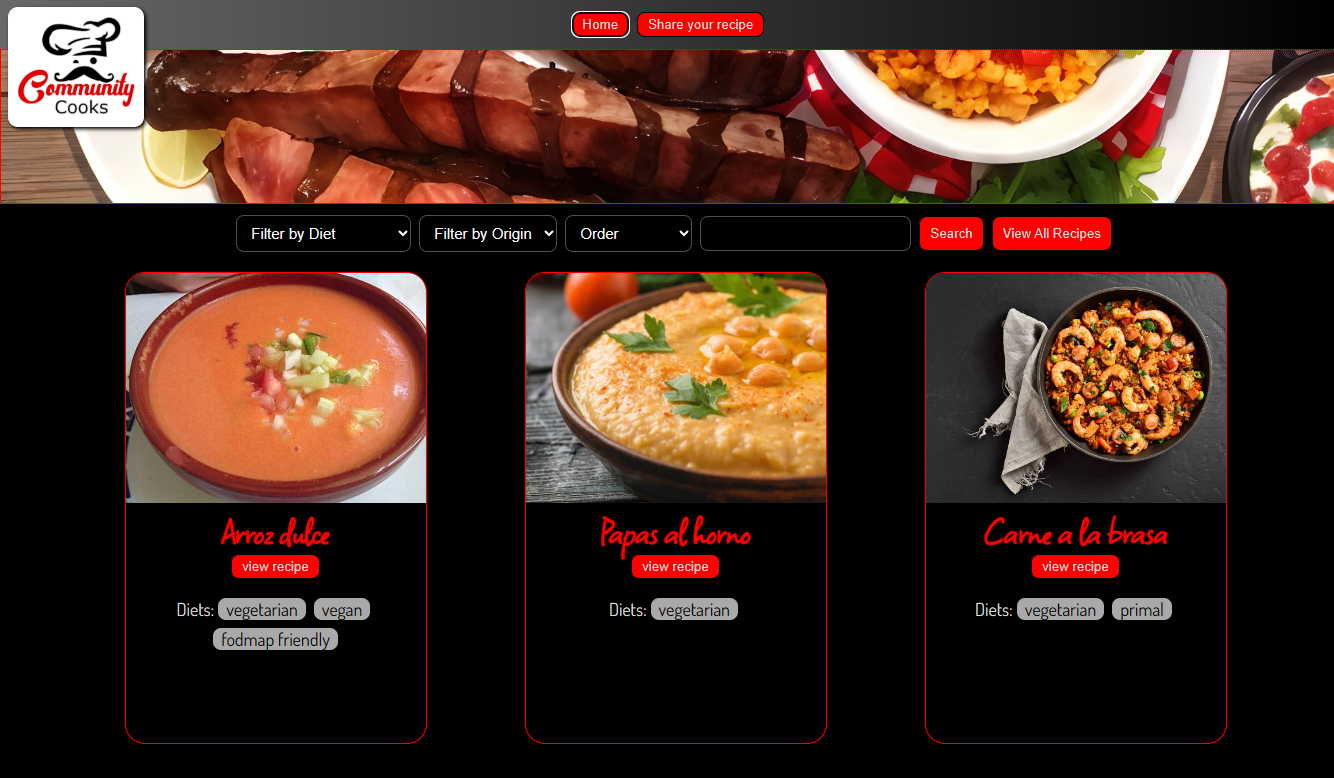 Home Share your recipe
Community
Cooks
Filter by Diet Filter by Origin Order Search View All Recipes
Arroz dulce
view recipe
Diets: vegetarian vegan
fodmap friendly
Papas al horno
view recipe
Diets: vegetarian
Carne a la brasa
view recipe
Diets: vegetarian primal